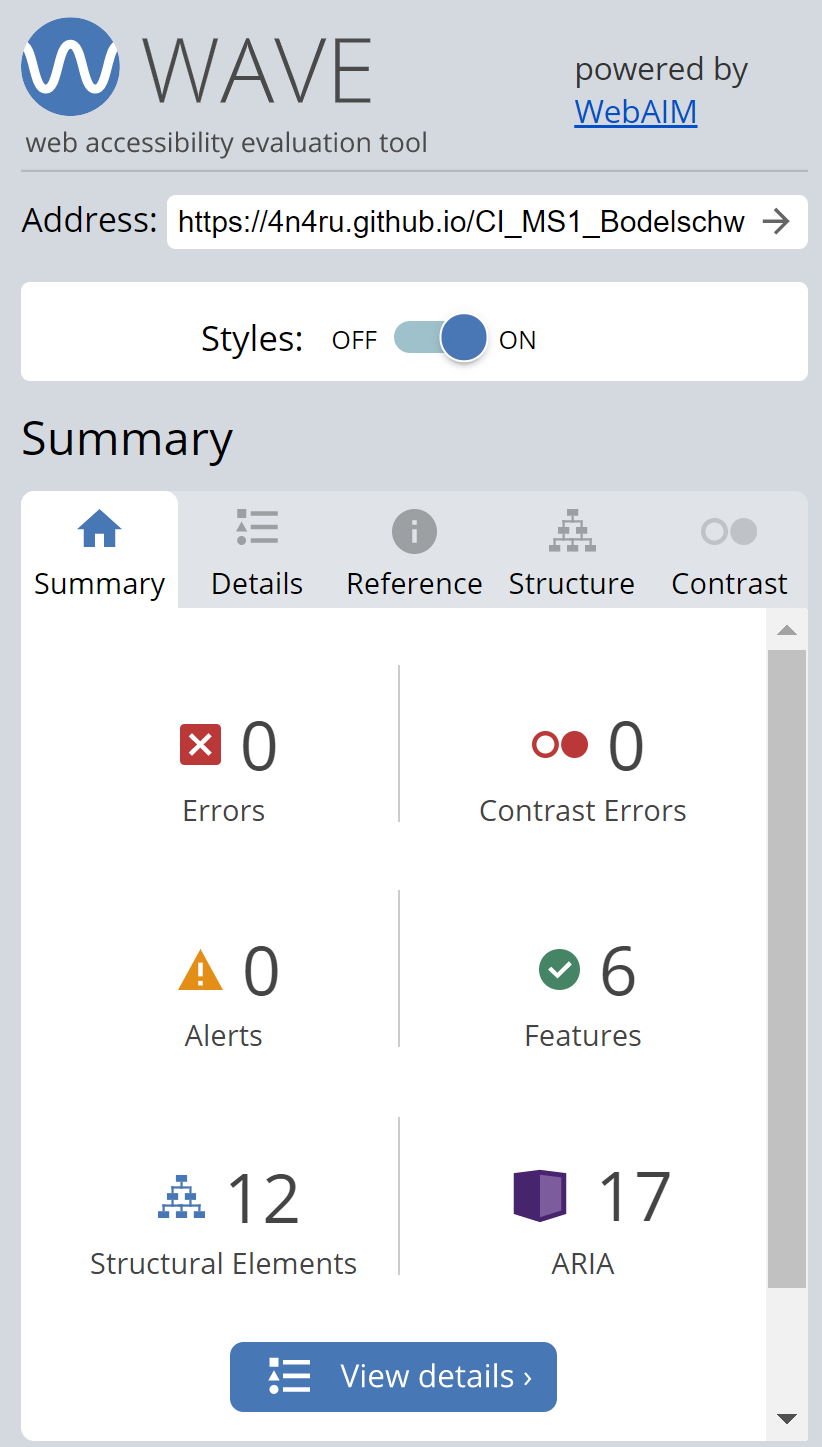 WAVE
powered by
WebAIM
web accessibility evaluation tool
Address: https://4n4ru.github.io/CI_MS1_Bodelschw
Styles: OFF ON
Summary
Summary Details Reference Structure Contrast
0 0
Errors Contrast Errors
0 6
Alerts Features
12 17
Structural Elements ARIA
View details ›